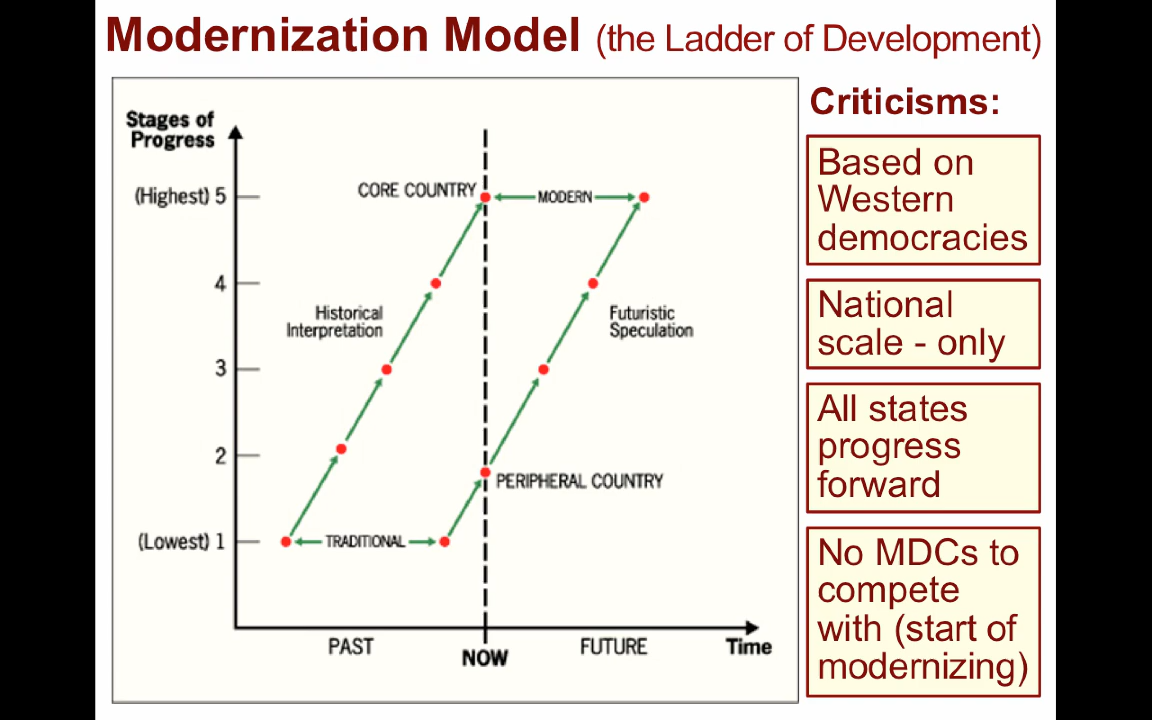 Modernization Model (the Ladder of Development)
Stages of
Progress
(Highest) 5
4
3
2
(Lowest) 1
CORE COUNTRY
MODERN
Historical
Interpretation
Futuristic
Speculation
PERIPHERAL COUNTRY
TRADITIONAL
PAST
NOW
FUTURE
Time
Criticisms:
Based on
Western
democracies
National
scale - only
All states
progress
forward
No MDCs to
compete
with (start of
modernizing)